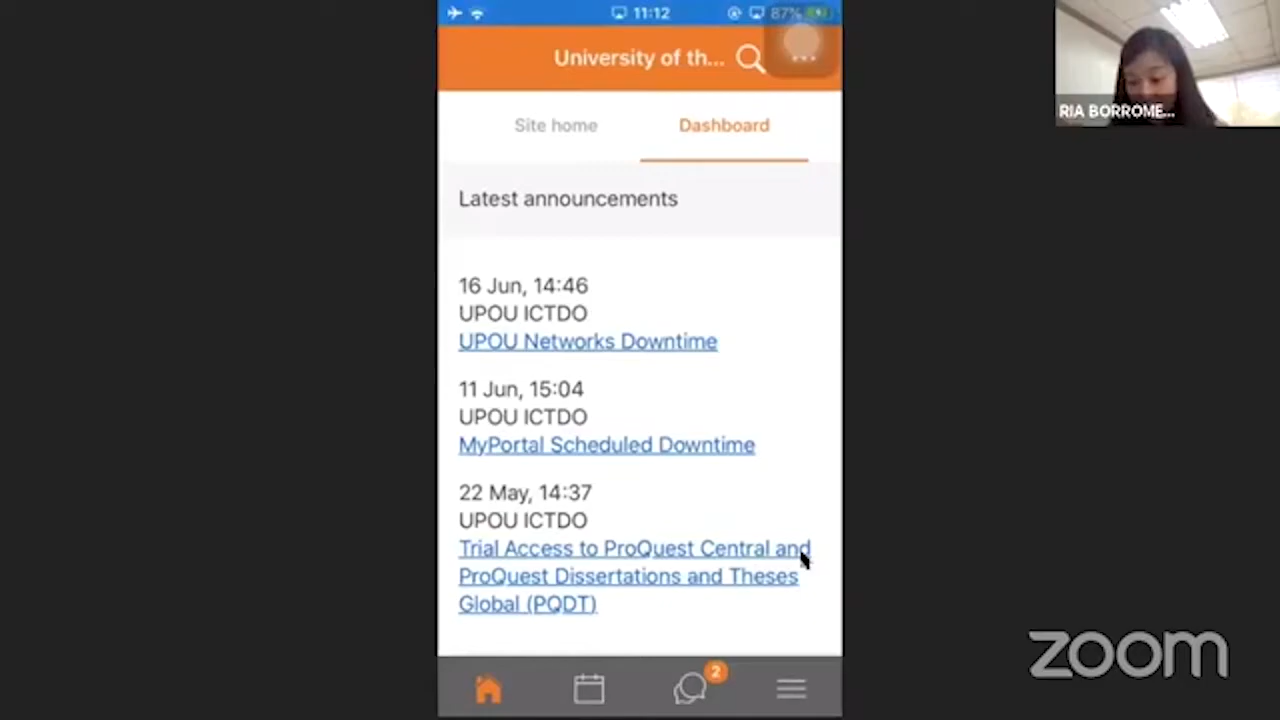 11:12
87%
University of th...
RIA BORROME...
Site home
Dashboard
Latest announcements
16 Jun, 14:46
UPOU ICTDO
UPOU Networks Downtime
11 Jun, 15:04
UPOU ICTDO
MyPortal Scheduled Downtime
22 May, 14:37
UPOU ICTDO
Trial Access to ProQuest Central and
ProQuest Dissertations and Theses
Global (PQDT)
2
zoom